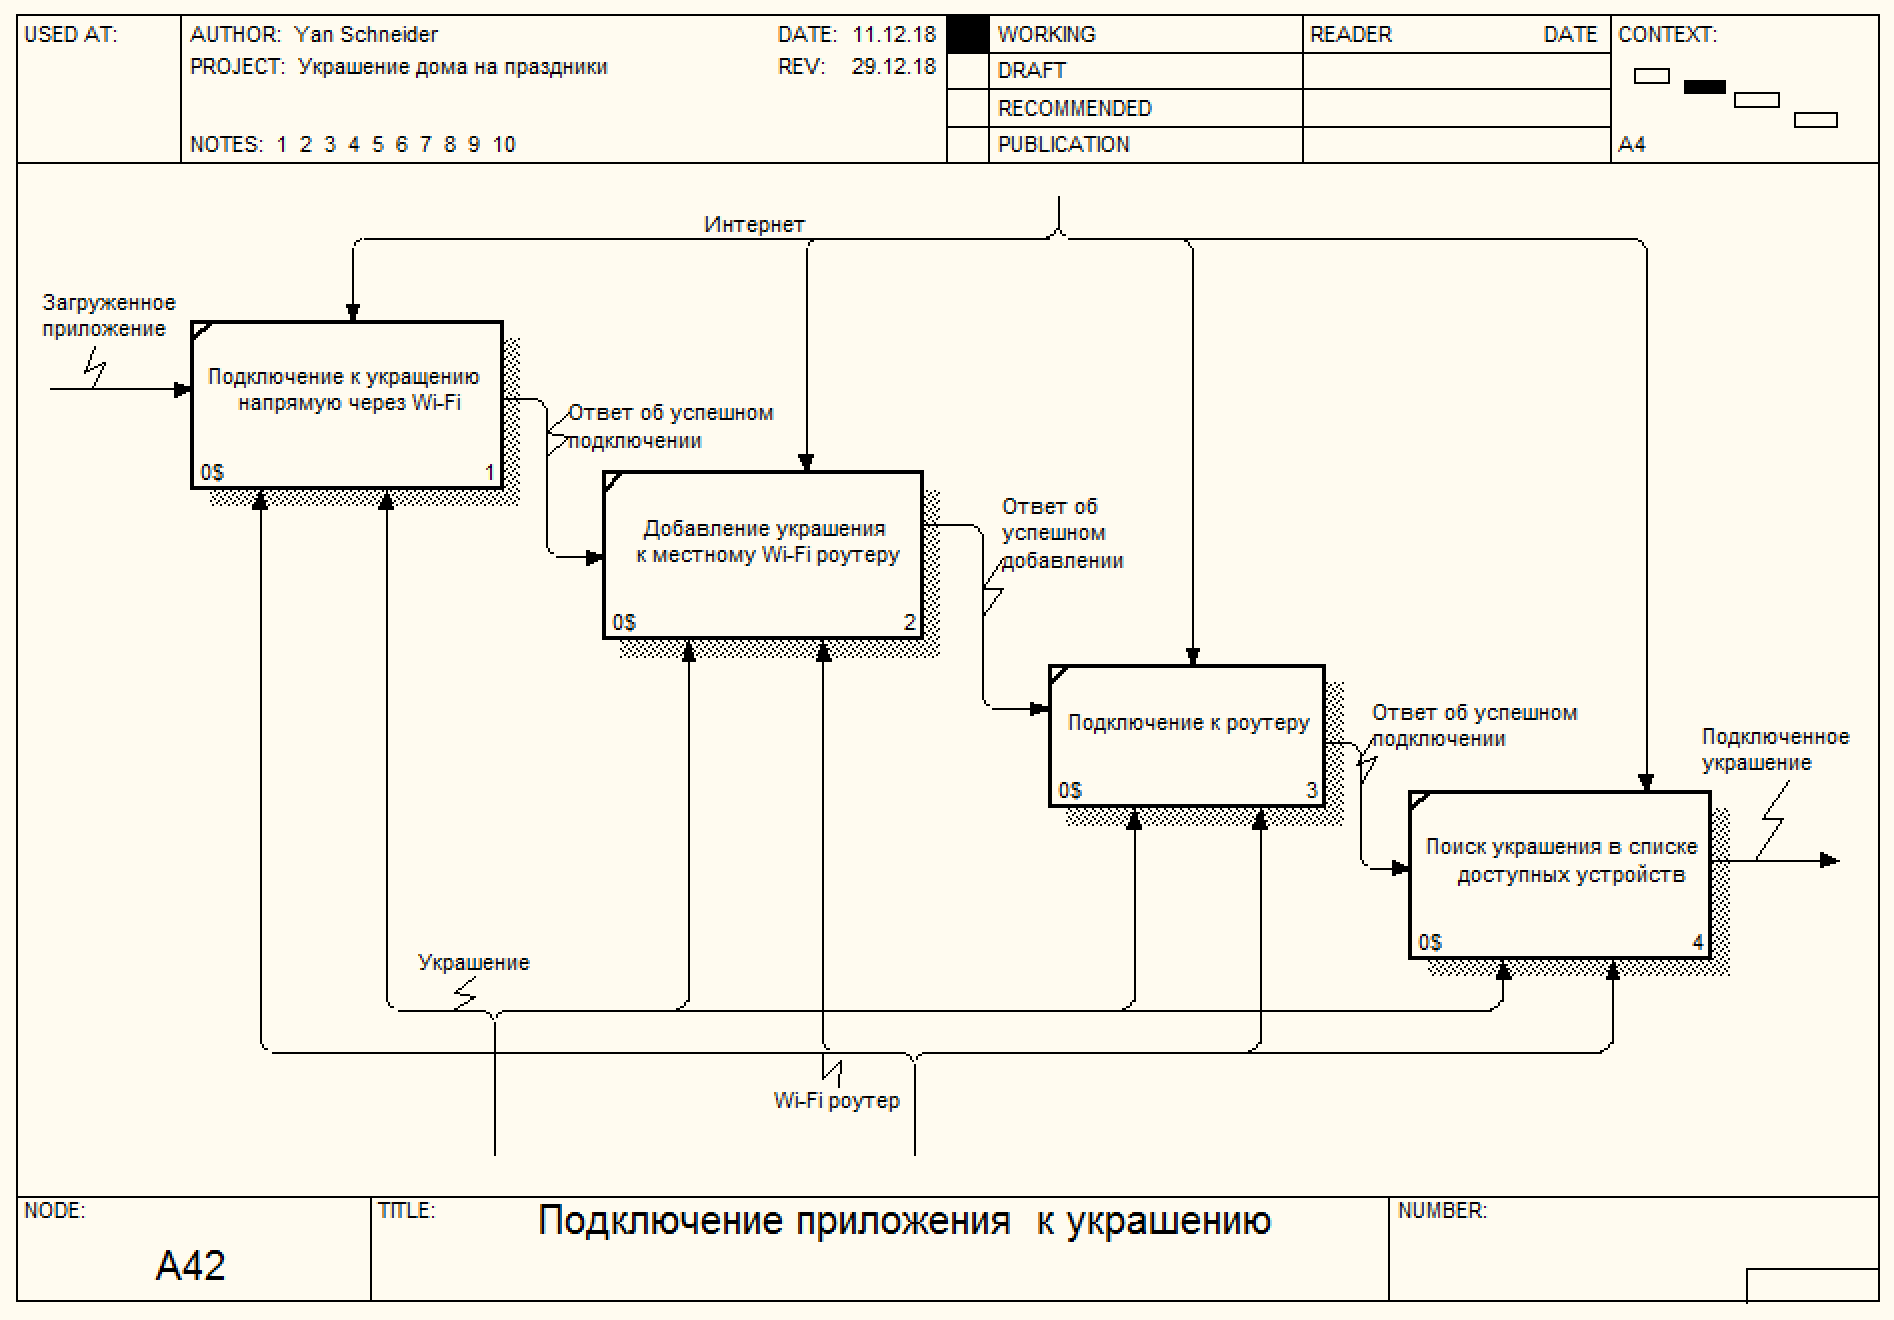 USED AT:
AUTHOR: Yan Schneider
DATE: 11.12.18
PROJECT: Украшение дома на праздники
REV: 29.12.18
NOTES: 1 2 3 4 5 6 7 8 9 10
WORKING
DRAFT
RECOMMENDED
PUBLICATION
READER DATE
CONTEXT:
A4
Интернет
Загруженное
приложение
Подключение к укращению
напрямую через Wi-Fi
0$ 1
Ответ об успешном
подключении
Добавление украшения
к местному Wi-Fi роутеру
0$ 2
Ответ об
успешном
добавлении
Подключение к роутеру
0$ 3
Ответ об успешном
подключении
Подключенное
украшение
Поиск украшения в списке
доступных устройств
0$ 4
Украшение
Wi-Fi роутер
NODE:
A42
TITLE:
Подключение приложения к украшению
NUMBER: